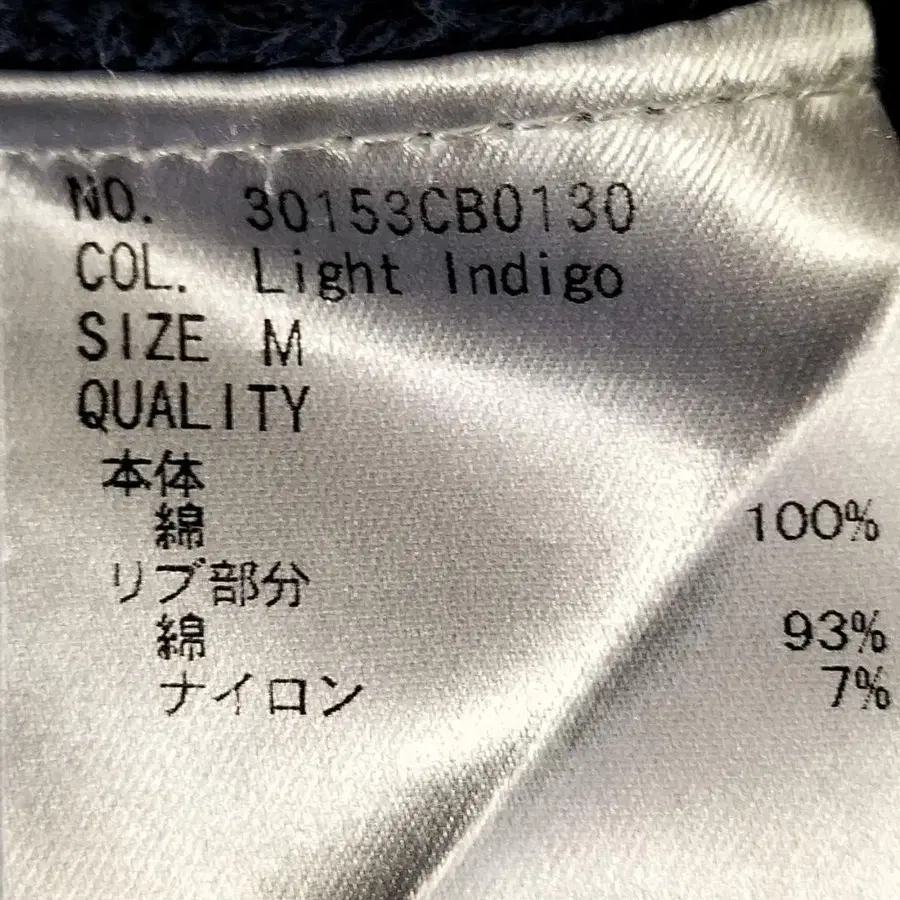 NO. 30153CB0130
COL. Light Indigo
SIZE M
QUALITY
本体
綿 100%
リブ部分
綿 93%
ナイロン 7%